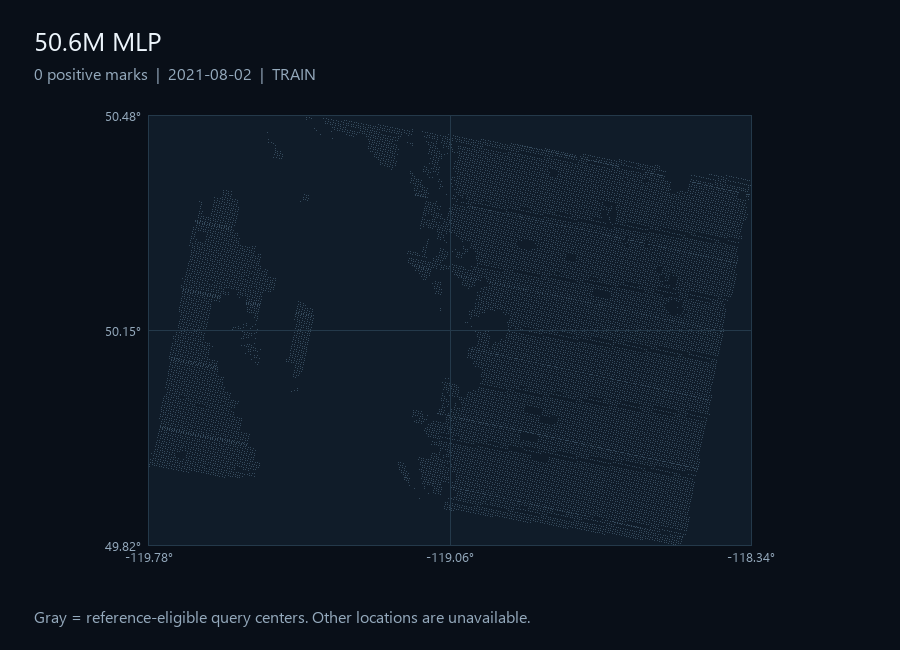 50.6M MLP
0 positive marks | 2021-08-02 | TRAIN
50.48°
50.15°
49.82°
-119.78°
-119.06°
-118.34°
Gray = reference-eligible query centers. Other locations are unavailable.